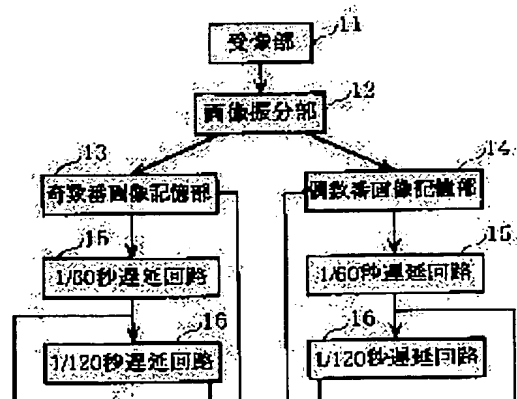 11
受像部
12
画像振分部
13
14
奇数番画像記憶部
偶数番画像記憶部
15
15
1/60秒遅延回路
1/60秒遅延回路
16
16
1/120秒遅延回路
1/120秒遅延回路